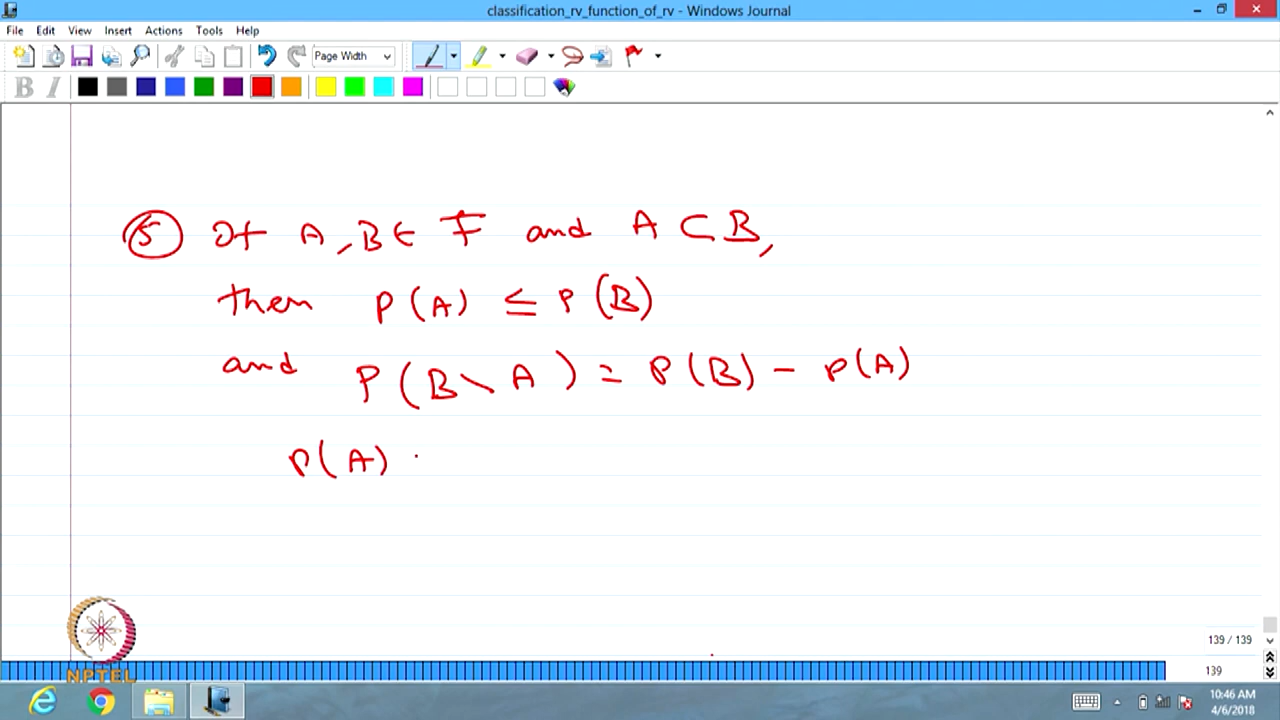 classification_rv_function_of_rv - Windows Journal
File Edit View Insert Actions Tools Help
Page Width
B I
5 If A, B ∈ F and A ⊂ B,
then P(A) ≤ P(B)
and P(B \ A) = P(B) - P(A)
P(A)
139 / 139
NPTEL
139
10:46 AM
4/6/2018